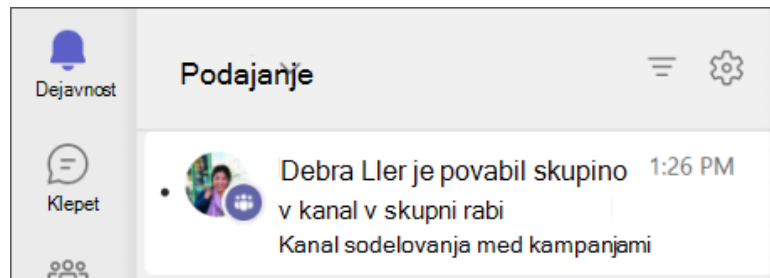 Dejavnost
Podajanje
Klepet
Debra Ller je povabil skupino 1:26 PM
v kanal v skupni rabi
Kanal sodelovanja med kampanjami